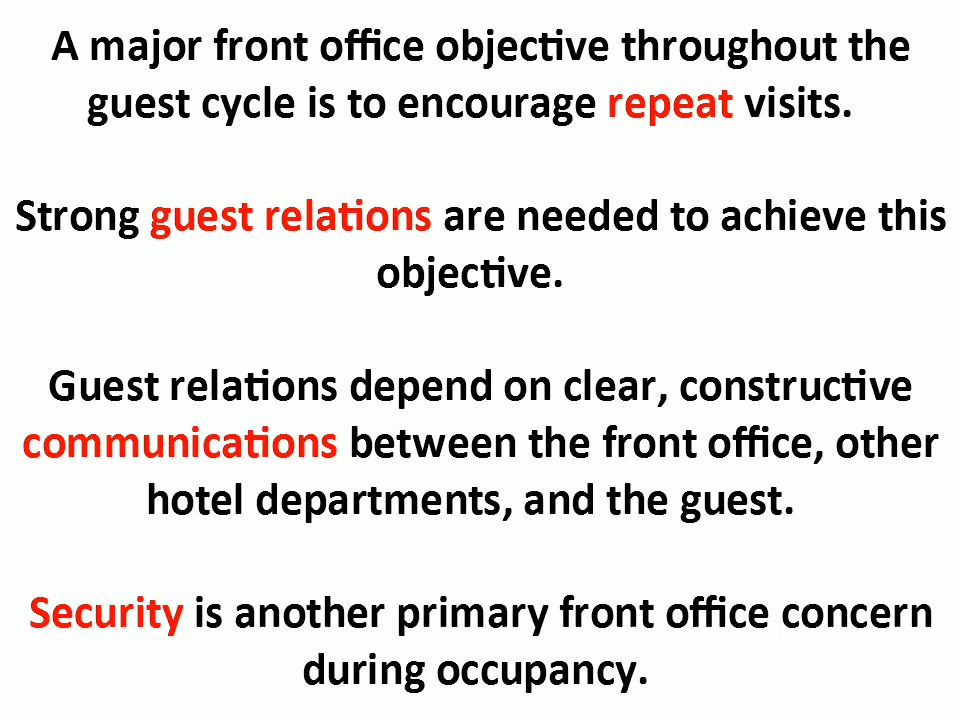 A major front office objective throughout the
guest cycle is to encourage repeat visits.
Strong guest relations are needed to achieve this
objective.
Guest relations depend on clear, constructive
communications between the front office, other
hotel departments, and the guest.
Security is another primary front office concern
during occupancy.